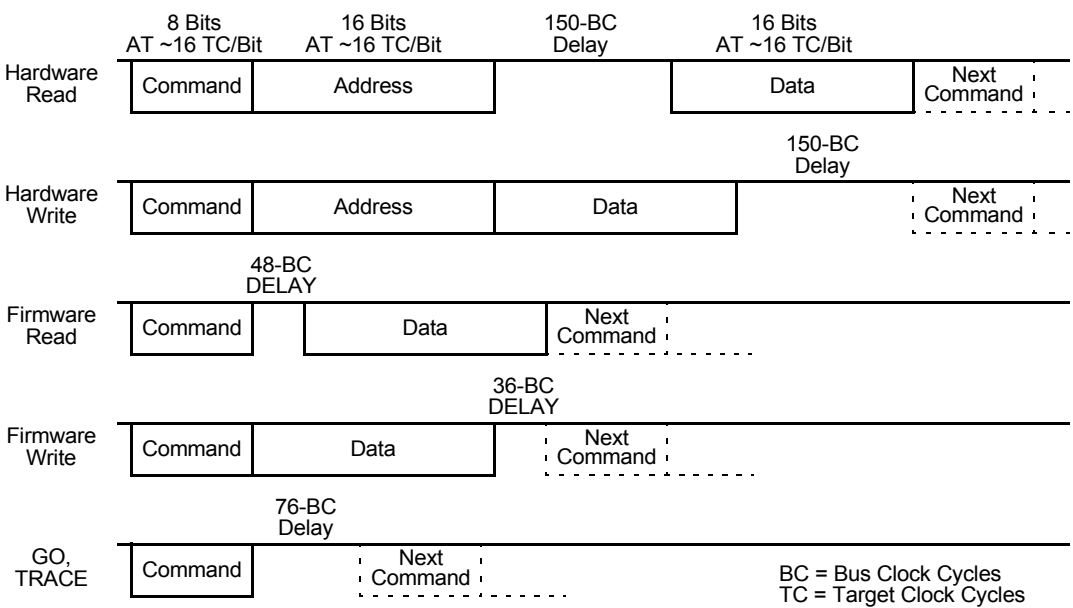 8 Bits
AT ~16 TC/Bit
16 Bits
AT ~16 TC/Bit
150-BC
Delay
16 Bits
AT ~16 TC/Bit
Hardware
Read
Command
Address
Data
Next
Command
150-BC
Delay
Hardware
Write
Command
Address
Data
Next
Command
48-BC
DELAY
Firmware
Read
Command
Data
Next
Command
36-BC
DELAY
Firmware
Write
Command
Data
Next
Command
76-BC
Delay
GO,
TRACE
Command
Next
Command
BC = Bus Clock Cycles
TC = Target Clock Cycles